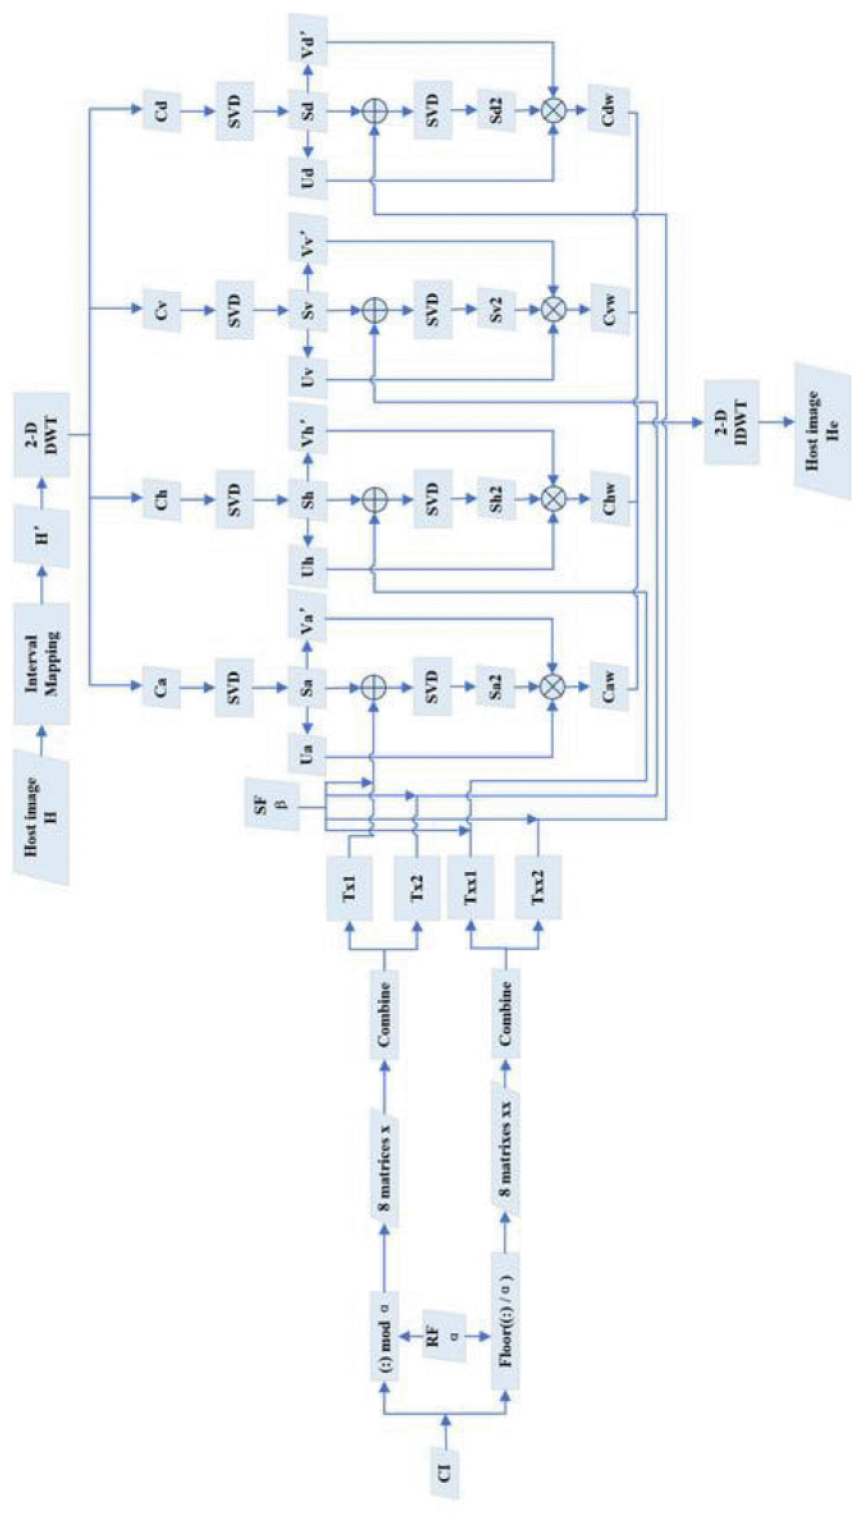 CI
(:) mod α
RF
α
Floor((:) / α )
8 matrices x
8 matrixes xx
Combine
Combine
Tx1
Tx2
Txx1
Txx2
SF
β
Host image
H
Interval
Mapping
H′
2-D
DWT
Ca
Ch
Cv
Cd
SVD
SVD
SVD
SVD
Ua
Sa
Va′
Uh
Sh
Vh′
Uv
Sv
Vv′
Ud
Sd
Vd′
SVD
SVD
SVD
SVD
Sa2
Sh2
Sv2
Sd2
Caw
Chw
Cvw
Cdw
2-D
IDWT
Host image
He